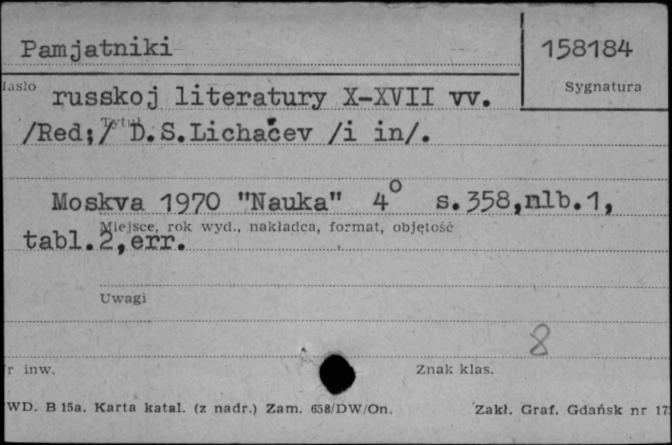 Pamjatniki 158184
Sygnatura
russkoj literatury X-XVII vv.
Tytuł
/Red;/ D.S.Lichačev /i in/.
Moskva 1970 "Nauka" 4° s.358,nlb.1,
Miejsce, rok wyd., nakładca, format, objętość
tabl.2,err.
Uwagi
8
r inw. Znak klas.
WD. B 15a. Karta katal. (z nadr.) Zam. 658/DW/On. Zakł. Graf. Gdańsk nr 17